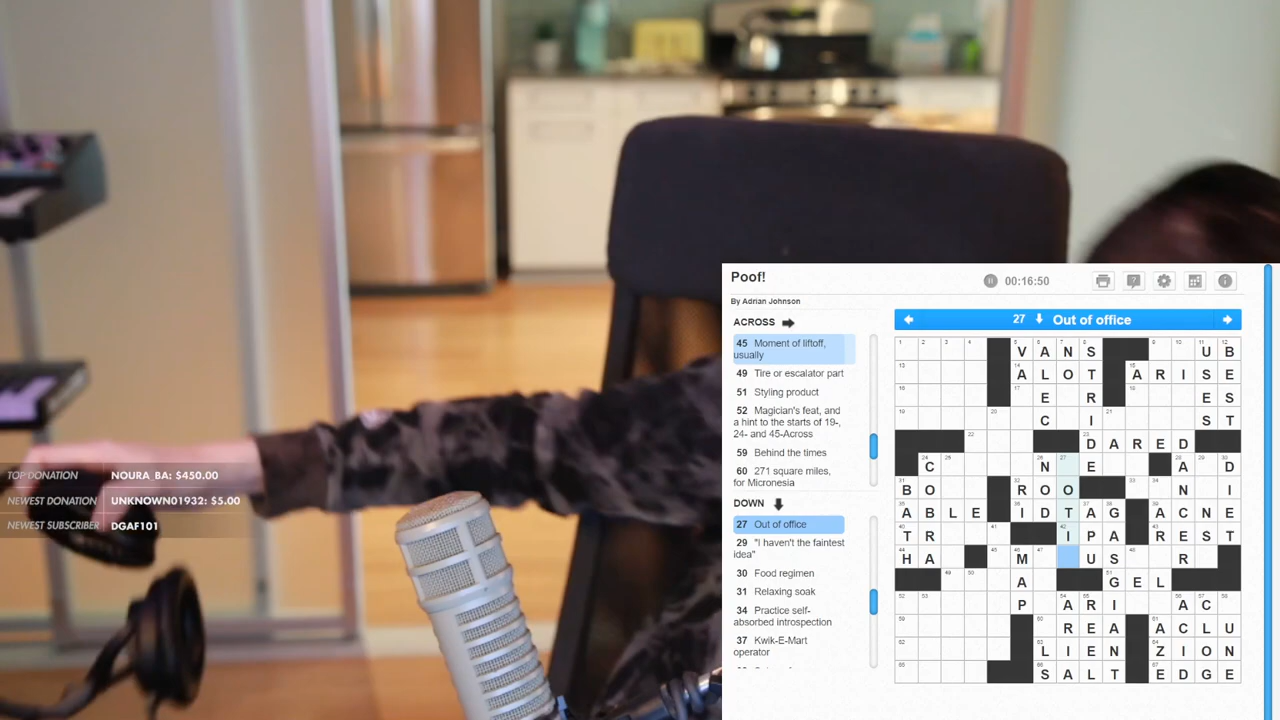 Poof!
00:16:50
By Adrian Johnson
ACROSS
27 Out of office
45 Moment of liftoff,
usually
49 Tire or escalator part
51 Styling product
52 Magician's feat, and
a hint to the starts of 19-,
24- and 45-Across
59 Behind the times
60 271 square miles,
for Micronesia
DOWN
27 Out of office
29 "I haven't the faintest
idea"
30 Food regimen
31 Relaxing soak
34 Practice self-
absorbed introspection
37 Kwik-E-Mart
operator
V A N S U B
A L O T A R I S E
E R E S
C I S T
D A R E D
C N E A D
B O R O O N I
A B L E I D T A G A C N E
T R I P A R E S T
H A M U S R
A G E L
P A R I A C
R E A A C L U
L I E N Z I O N
S A L T E D G E
TOP DONATION NOURA_BA: $450.00
NEWEST DONATION UNKNOWN01932: $5.00
NEWEST SUBSCRIBER DGAF101